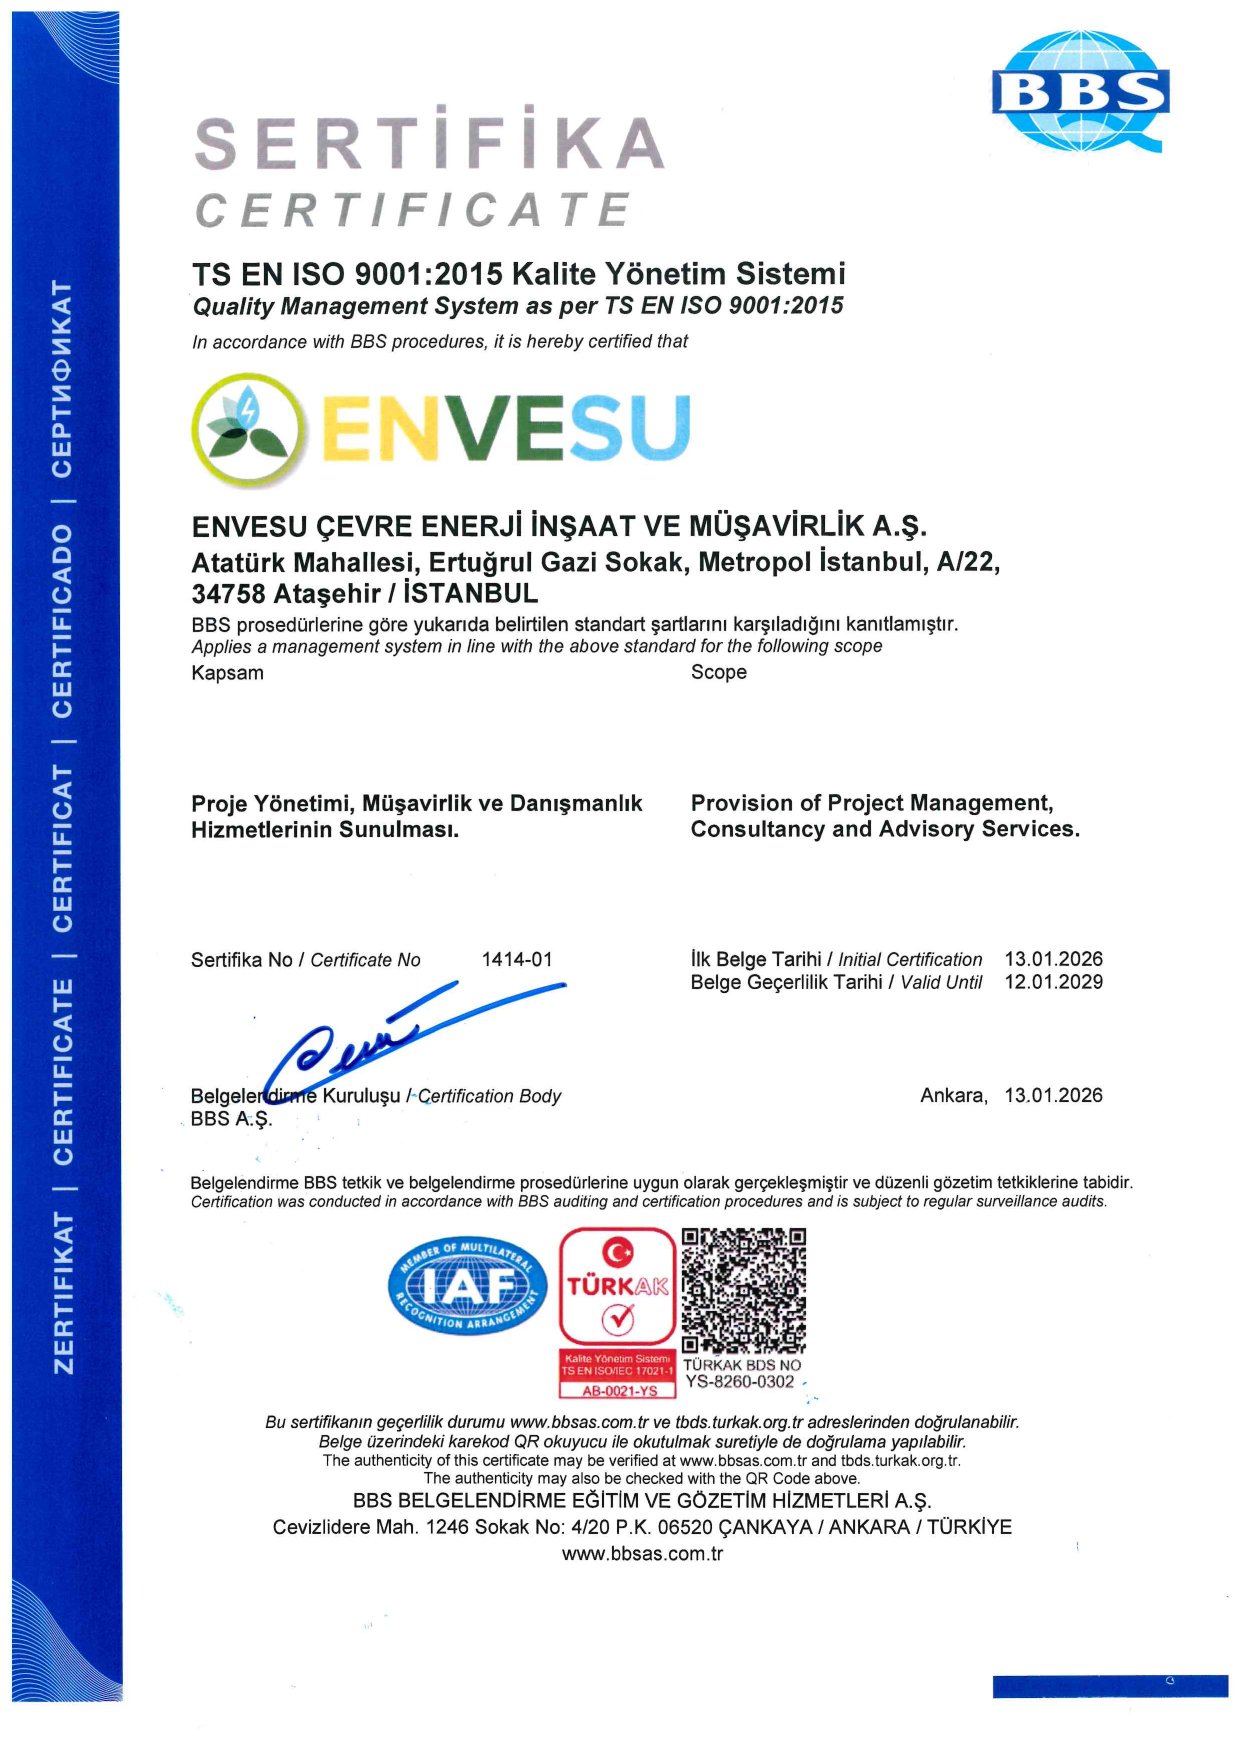 BBS
SERTİFİKA
CERTIFICATE
TS EN ISO 9001:2015 Kalite Yönetim Sistemi
Quality Management System as per TS EN ISO 9001:2015
In accordance with BBS procedures, it is hereby certified that
ENVESU
ENVESU ÇEVRE ENERJİ İNŞAAT VE MÜŞAVİRLİK A.Ş.
Atatürk Mahallesi, Ertuğrul Gazi Sokak, Metropol İstanbul, A/22,
34758 Ataşehir / İSTANBUL
BBS prosedürlerine göre yukarıda belirtilen standart şartlarını karşıladığını kanıtlamıştır.
Applies a management system in line with the above standard for the following scope
Kapsam
Scope
Proje Yönetimi, Müşavirlik ve Danışmanlık
Hizmetlerinin Sunulması.
Provision of Project Management,
Consultancy and Advisory Services.
Sertifika No / Certificate No 1414-01
İlk Belge Tarihi / Initial Certification 13.01.2026
Belge Geçerlilik Tarihi / Valid Until 12.01.2029
Belgelendirme Kuruluşu / Certification Body
BBS A.Ş.
Ankara, 13.01.2026
Belgelendirme BBS tetkik ve belgelendirme prosedürlerine uygun olarak gerçekleşmiştir ve düzenli gözetim tetkiklerine tabidir.
Certification was conducted in accordance with BBS auditing and certification procedures and is subject to regular surveillance audits.
MEMBER OF MULTILATERAL
IAF
RECOGNITION ARRANGEMENT
TÜRKAK
Kalite Yönetim Sistemi
TS EN ISO/IEC 17021-1
AB-0021-YS
TÜRKAK BDS NO
YS-8260-0302
Bu sertifikanın geçerlilik durumu www.bbsas.com.tr ve tbds.turkak.org.tr adreslerinden doğrulanabilir.
Belge üzerindeki karekod QR okuyucu ile okutulmak suretiyle de doğrulama yapılabilir.
The authenticity of this certificate may be verified at www.bbsas.com.tr and tbds.turkak.org.tr.
The authenticity may also be checked with the QR Code above.
BBS BELGELENDİRME EĞİTİM VE GÖZETİM HİZMETLERİ A.Ş.
Cevizlidere Mah. 1246 Sokak No: 4/20 P.K. 06520 ÇANKAYA / ANKARA / TÜRKİYE
www.bbsas.com.tr
ZERTIFIKAT | CERTIFICATE | CERTIFICAT | CERTIFICADO | СЕРТИФИКАТ